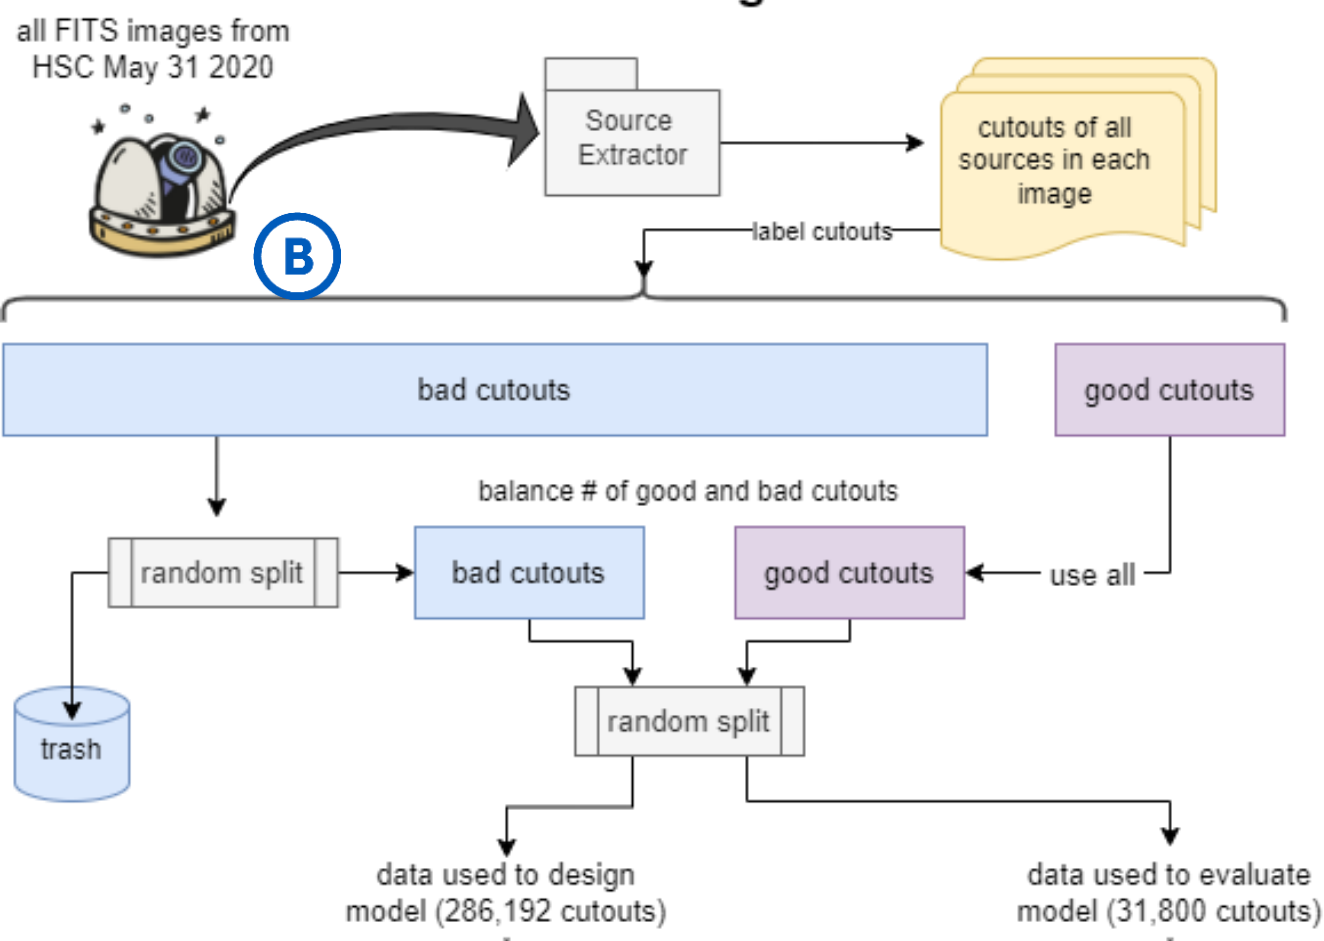 all FITS images from
HSC May 31 2020
Source
Extractor
cutouts of all
sources in each
image
label cutouts
B
bad cutouts
good cutouts
balance # of good and bad cutouts
random split
bad cutouts
good cutouts
use all
trash
random split
data used to design
model (286,192 cutouts)
data used to evaluate
model (31,800 cutouts)